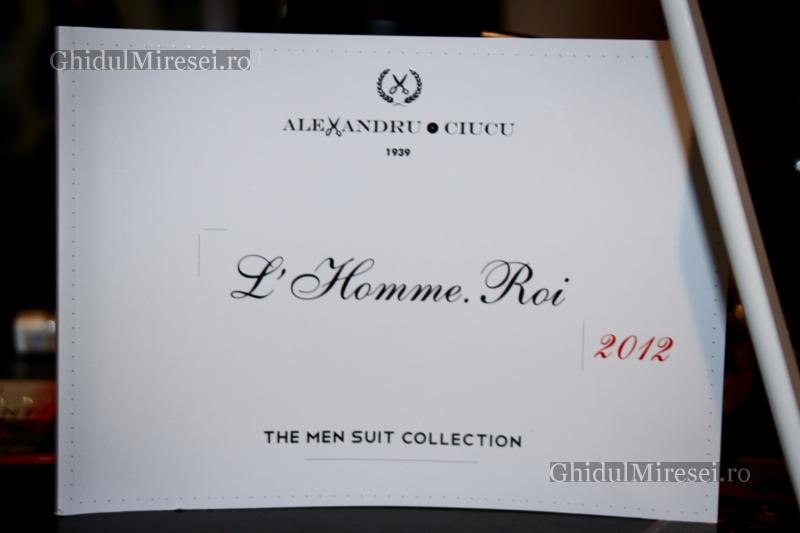 GhidulMiresei.ro
ALEXANDRU CIUCU
1939
L'Homme.Roi
2012
THE MEN SUIT COLLECTION
GhidulMiresei.ro